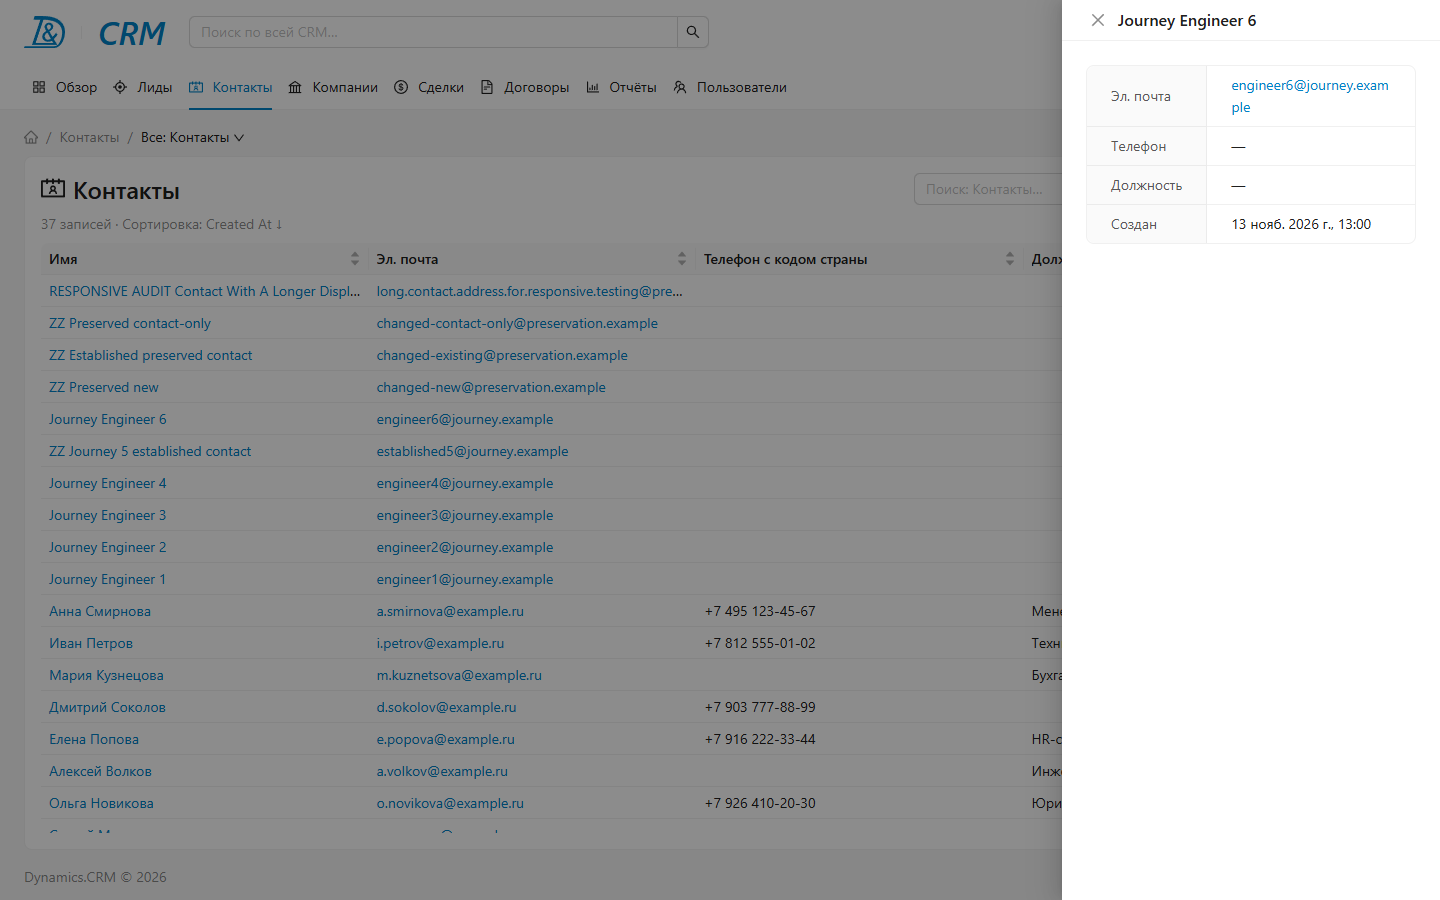 D&
CRM
Поиск по всей CRM...
Обзор
Лиды
Контакты
Компании
Сделки
Договоры
Отчёты
Пользователи
/ Контакты / Все: Контакты
Контакты
Поиск: Контакты...
37 записей · Сортировка: Created At ↓
Имя
Эл. почта
Телефон с кодом страны
RESPONSIVE AUDIT Contact With A Longer Displ...
long.contact.address.for.responsive.testing@pre...
ZZ Preserved contact-only
changed-contact-only@preservation.example
ZZ Established preserved contact
changed-existing@preservation.example
ZZ Preserved new
changed-new@preservation.example
Journey Engineer 6
engineer6@journey.example
ZZ Journey 5 established contact
established5@journey.example
Journey Engineer 4
engineer4@journey.example
Journey Engineer 3
engineer3@journey.example
Journey Engineer 2
engineer2@journey.example
Journey Engineer 1
engineer1@journey.example
Анна Смирнова
a.smirnova@example.ru
+7 495 123-45-67
Иван Петров
i.petrov@example.ru
+7 812 555-01-02
Мария Кузнецова
m.kuznetsova@example.ru
Дмитрий Соколов
d.sokolov@example.ru
+7 903 777-88-99
Елена Попова
e.popova@example.ru
+7 916 222-33-44
Алексей Волков
a.volkov@example.ru
Ольга Новикова
o.novikova@example.ru
+7 926 410-20-30
Dynamics.CRM © 2026
Journey Engineer 6
Эл. почта
engineer6@journey.exam
ple
Телефон
—
Должность
—
Создан
13 нояб. 2026 г., 13:00